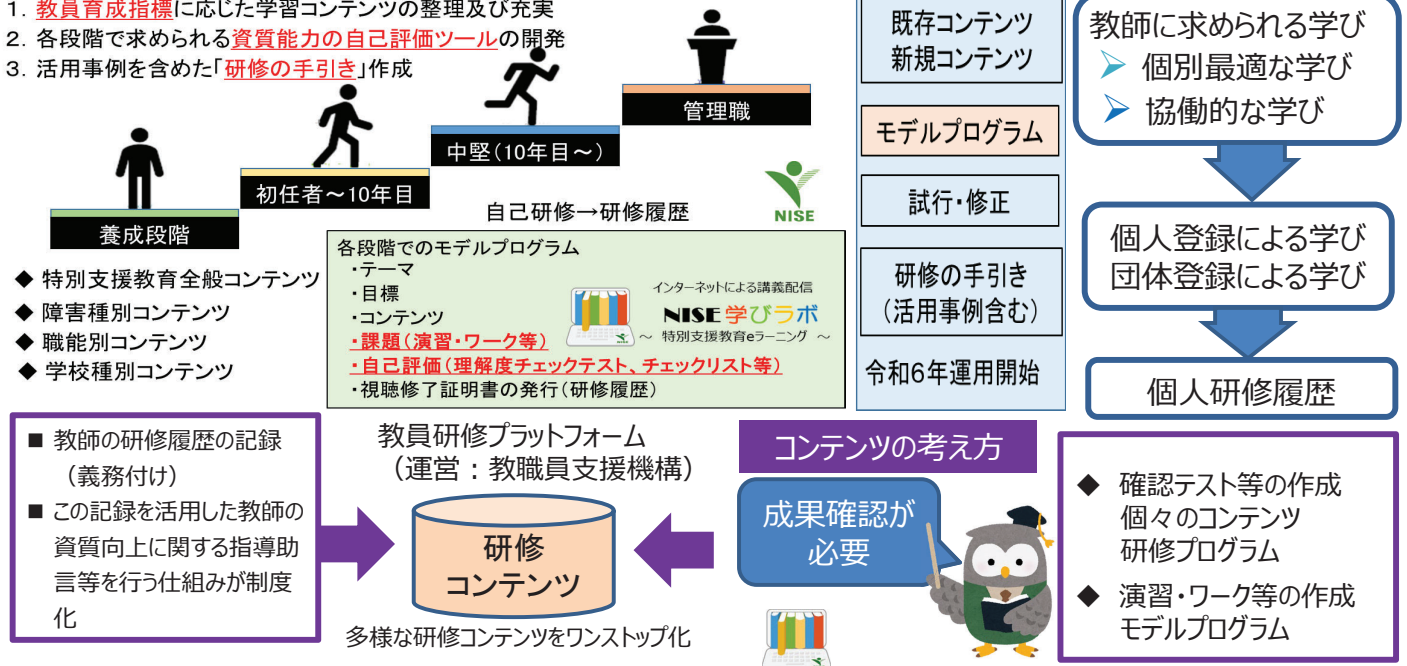 1．教員育成指標に応じた学習コンテンツの整理及び充実
2．各段階で求められる資質能力の自己評価ツールの開発
3．活用事例を含めた「研修の手引き」作成
管理職
中堅(10年目～)
初任者～10年目
養成段階
自己研修→研修履歴
NISE
◆ 特別支援教育全般コンテンツ
◆ 障害種別コンテンツ
◆ 職能別コンテンツ
◆ 学校種別コンテンツ
各段階でのモデルプログラム
・テーマ
・目標
・コンテンツ
・課題(演習・ワーク等)
・自己評価(理解度チェックテスト、チェックリスト等)
・視聴修了証明書の発行(研修履歴)
インターネットによる講義配信
NISE 学びラボ
～ 特別支援教育eラーニング ～
既存コンテンツ
新規コンテンツ
モデルプログラム
試行・修正
研修の手引き
(活用事例含む)
令和6年運用開始
教師に求められる学び
➢ 個別最適な学び
➢ 協働的な学び
個人登録による学び
団体登録による学び
個人研修履歴
■ 教師の研修履歴の記録
（義務付け）
■ この記録を活用した教師の
資質向上に関する指導助
言等を行う仕組みが制度
化
教員研修プラットフォーム
（運営：教職員支援機構）
研修
コンテンツ
多様な研修コンテンツをワンストップ化
コンテンツの考え方
成果確認が
必要
◆ 確認テスト等の作成
個々のコンテンツ
研修プログラム
◆ 演習・ワーク等の作成
モデルプログラム